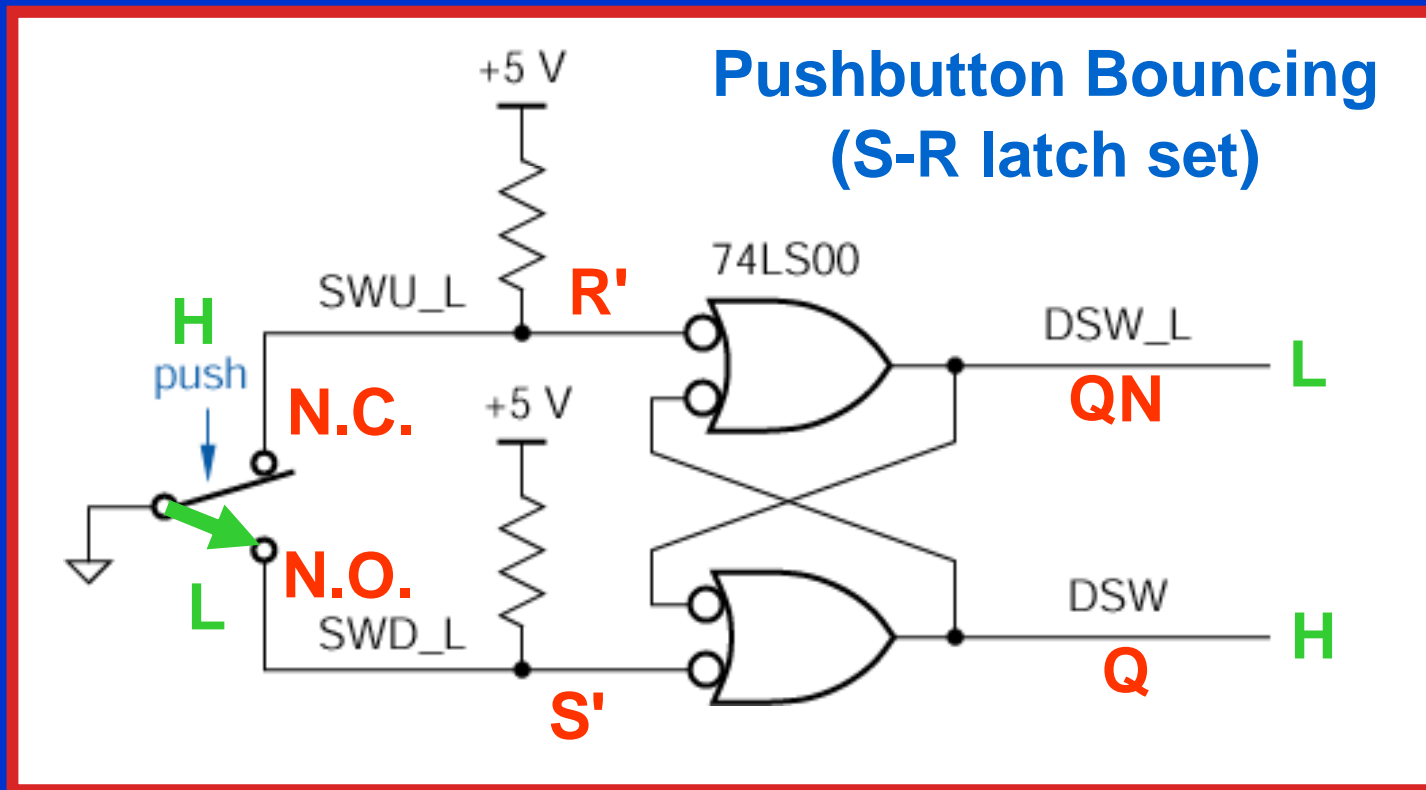 Pushbutton Bouncing
(S-R latch set)
+5 V
74LS00
SWU_L
R'
H
push
DSW_L
L
QN
N.C.
+5 V
N.O.
L
SWD_L
DSW
H
Q
S'